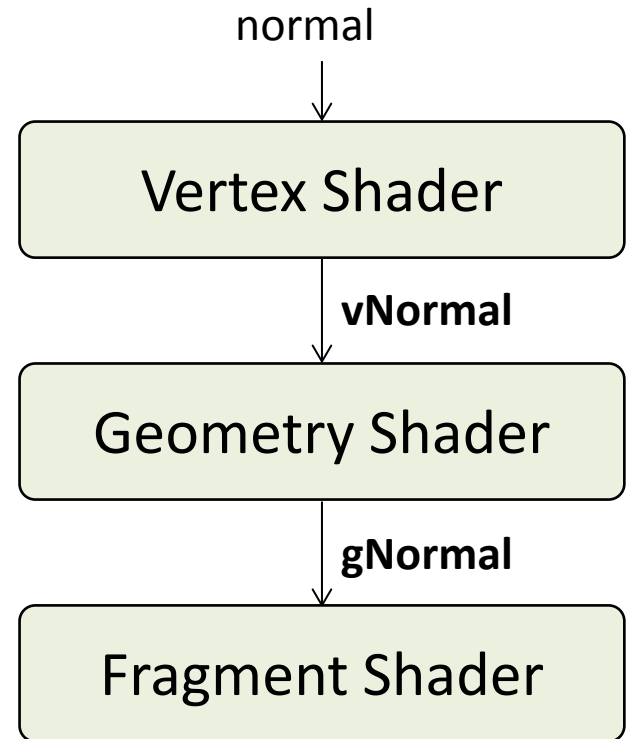 normal
Vertex Shader
vNormal
Geometry Shader
gNormal
Fragment Shader